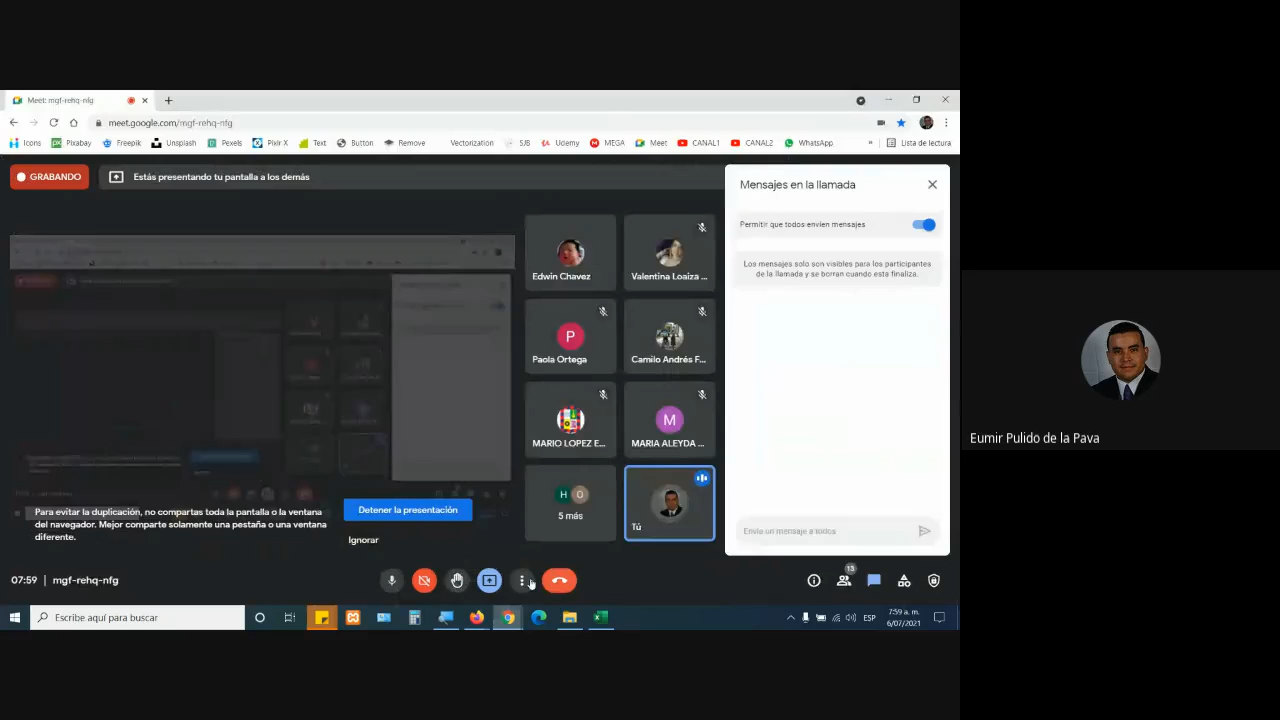 Meet: mgf-rehq-nfg
meet.google.com/mgf-rehq-nfg
Icons Pixabay Freepik Unsplash Pexels Pixir X Text Button Remove Vectorization SJB Udemy MEGA Meet CANAL1 CANAL2 WhatsApp » Lista de lectura
GRABANDO
Estás presentando tu pantalla a los demás
Mensajes en la llamada
Permitir que todos envíen mensajes
Los mensajes solo son visibles para los participantes
de la llamada y se borran cuando esta finaliza.
Edwin Chavez
Valentina Loaiza ...
P
Paola Ortega
Camilo Andrés F...
MARIO LOPEZ E...
M
MARIA ALEYDA ...
H G
5 más
Tú
Para evitar la duplicación, no compartas toda la pantalla o la ventana
del navegador. Mejor comparte solamente una pestaña o una ventana
diferente.
Detener la presentación
Ignorar
Envía un mensaje a todos
07:59 | mgf-rehq-nfg
13
Escribe aquí para buscar
ESP
7:59 a. m.
6/07/2021
Eumir Pulido de la Pava